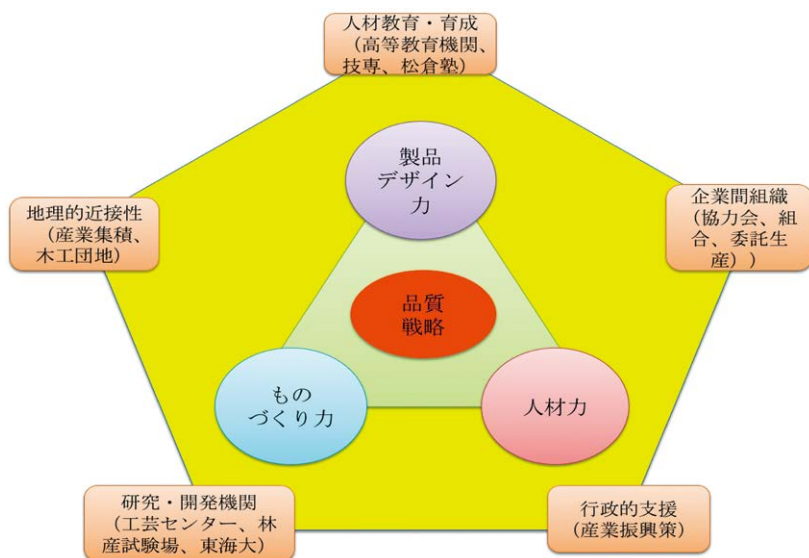 人材教育・育成
（高等教育機関、
技専、松倉塾）
製品
デザイン
力
地理的近接性
（産業集積、
木工団地）
企業間組織
（協力会、組
合、委託生
産））
品質
戦略
もの
づくり力
人材力
研究・開発機関
（工芸センター、林
産試験場、東海大）
行政的支援
（産業振興策）